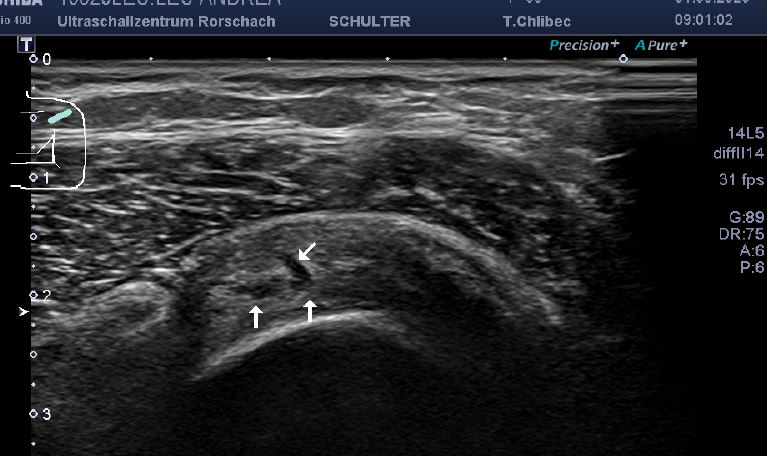 Ultraschallzentrum Rorschach SCHULTER T.Chlibec 09:01:02
Precision+ APure+
T
0
1
2
3
14L5
diffII14
31 fps
G:89
DR:75
A:6
P:6